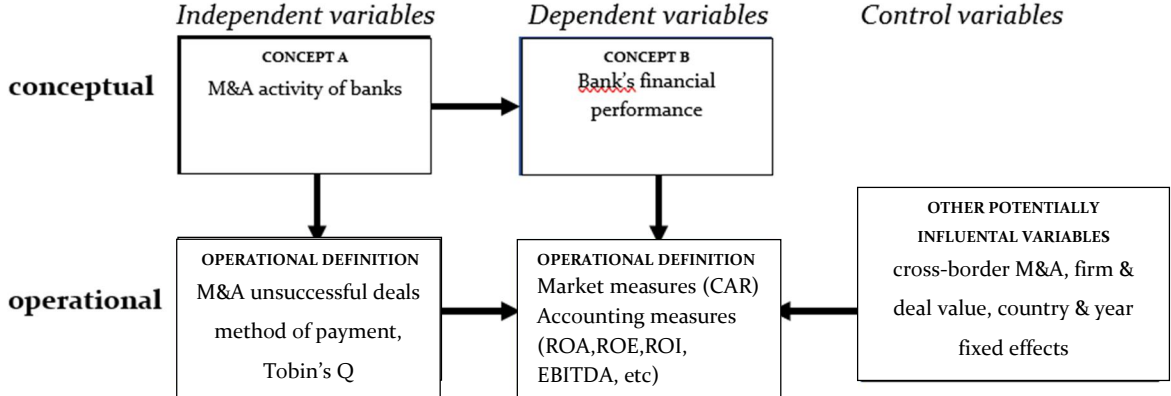 Independent variables
Dependent variables
Control variables
conceptual
CONCEPT A
M&A activity of banks
CONCEPT B
Bank's financial
performance
operational
OPERATIONAL DEFINITION
M&A unsuccessful deals
method of payment,
Tobin's Q
OPERATIONAL DEFINITION
Market measures (CAR)
Accounting measures
(ROA,ROE,ROI,
EBITDA, etc)
OTHER POTENTIALLY
INFLUENTAL VARIABLES
cross-border M&A, firm &
deal value, country & year
fixed effects